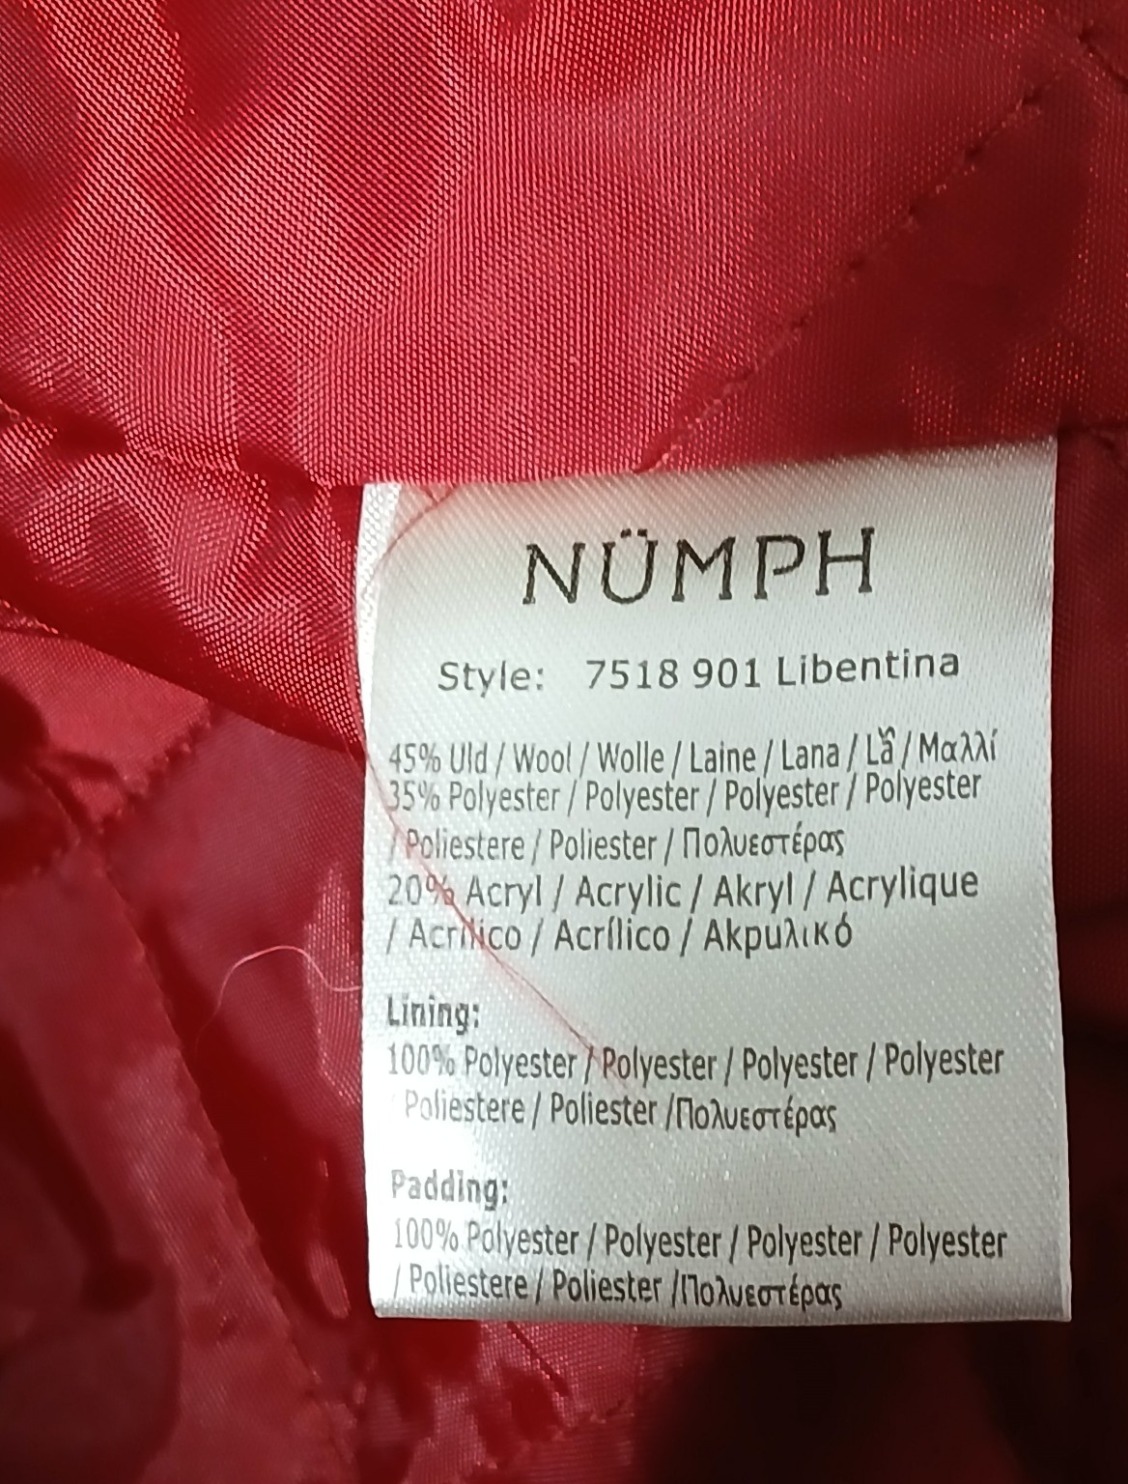 NÜMPH
Style: 7518 901 Libentina
45% Uld / Wool / Wolle / Laine / Lana / Lã / Μαλλί
35% Polyester / Polyester / Polyester / Polyester
/ Poliestere / Poliester / Πολυεστέρας
20% Acryl / Acrylic / Akryl / Acrylique
/ Acrilico / Acrílico / Ακρυλικό
Lining:
100% Polyester / Polyester / Polyester / Polyester
Poliestere / Poliester /Πολυεστέρας
Padding:
100% Polyester / Polyester / Polyester / Polyester
/ Poliestere / Poliester /Πολυεστέρας